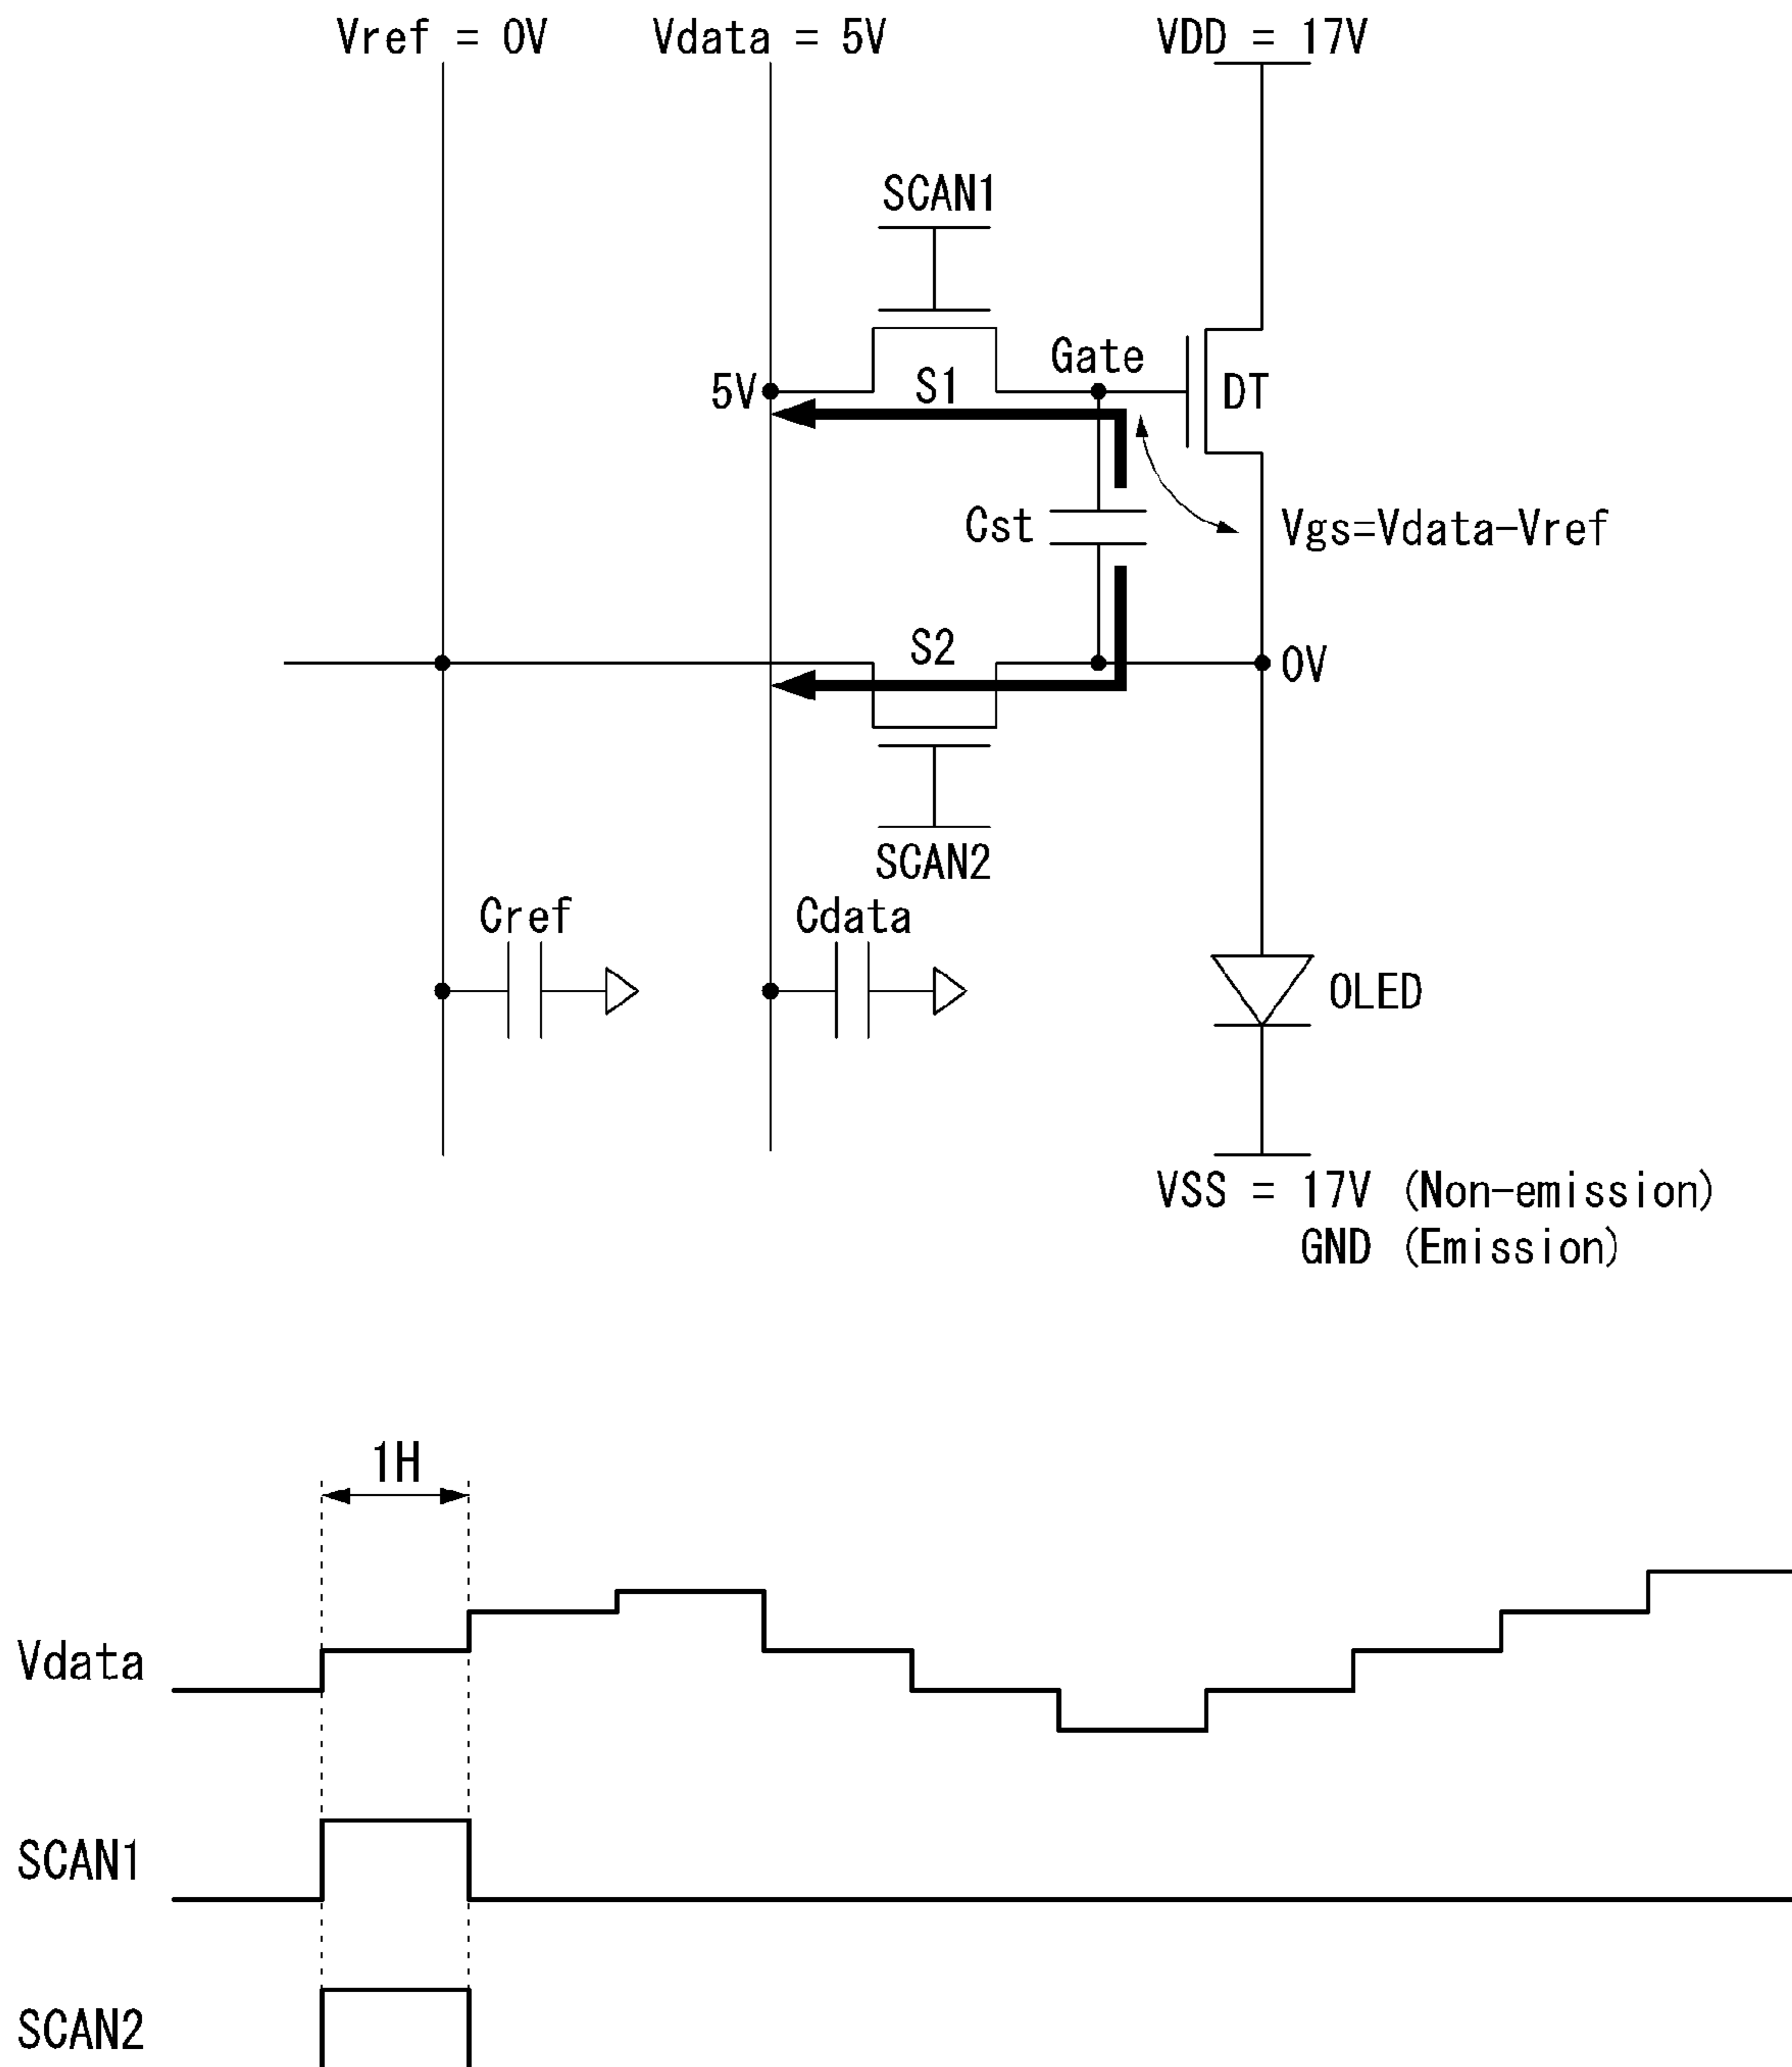 Vref = 0V
Vdata = 5V
VDD = 17V
SCAN1
Gate
5V
S1
DT
Cst
Vgs=Vdata-Vref
S2
0V
SCAN2
Cref
Cdata
OLED
VSS = 17V (Non-emission)
GND (Emission)
1H
Vdata
SCAN1
SCAN2